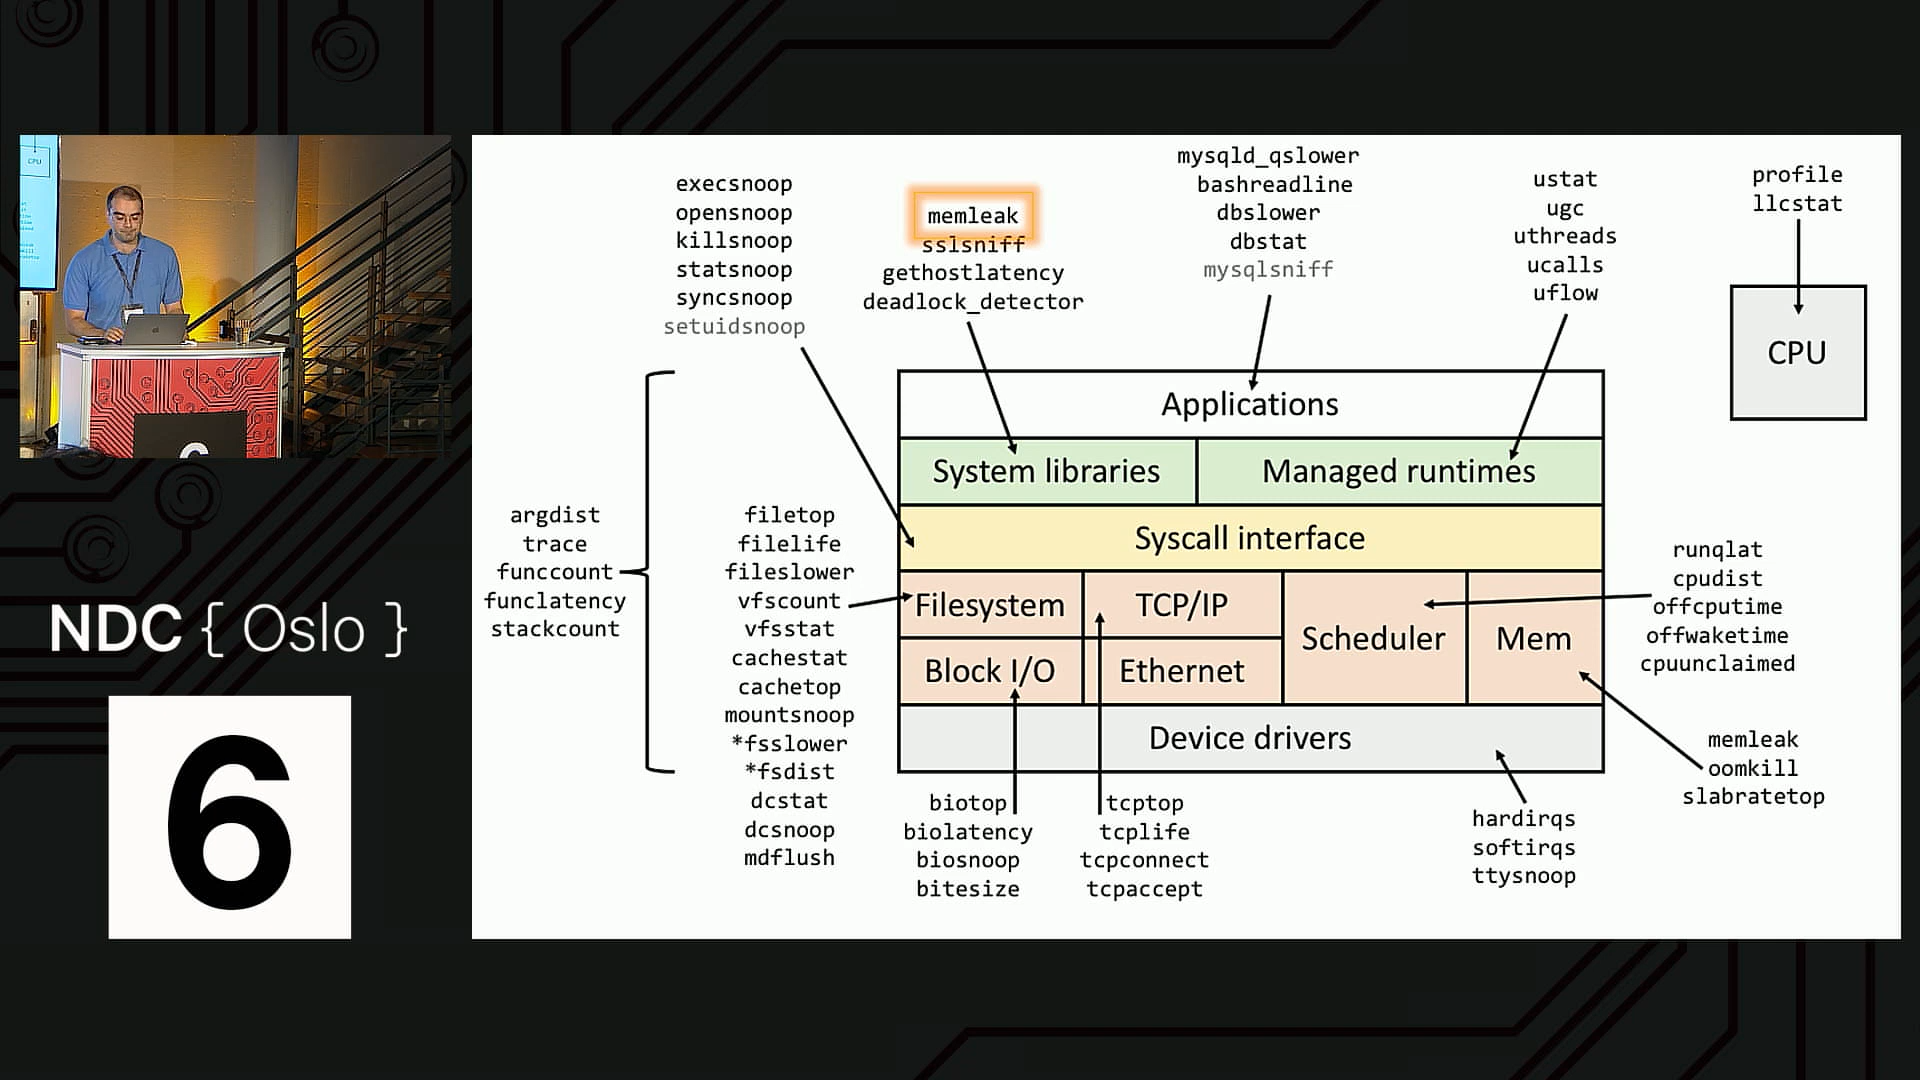 execsnoop
opensnoop
killsnoop
statsnoop
syncsnoop
setuidsnoop
memleak
sslsniff
gethostlatency
deadlock_detector
mysqld_qslower
bashreadline
dbslower
dbstat
mysqlsniff
ustat
ugc
uthreads
ucalls
uflow
profile
llcstat
CPU
CPU
Applications
System libraries
Managed runtimes
Syscall interface
Filesystem
TCP/IP
Scheduler
Mem
Block I/O
Ethernet
Device drivers
argdist
trace
funccount
funclatency
stackcount
filetop
filelife
fileslower
vfscount
vfsstat
cachestat
cachetop
mountsnoop
*fsslower
*fsdist
dcstat
dcsnoop
mdflush
biotop
biolatency
biosnoop
bitesize
tcptop
tcplife
tcpconnect
tcpaccept
runqlat
cpudist
offcputime
offwaketime
cpuunclaimed
memleak
oomkill
slabratetop
hardirqs
softirqs
ttysnoop
NDC { Oslo }
6